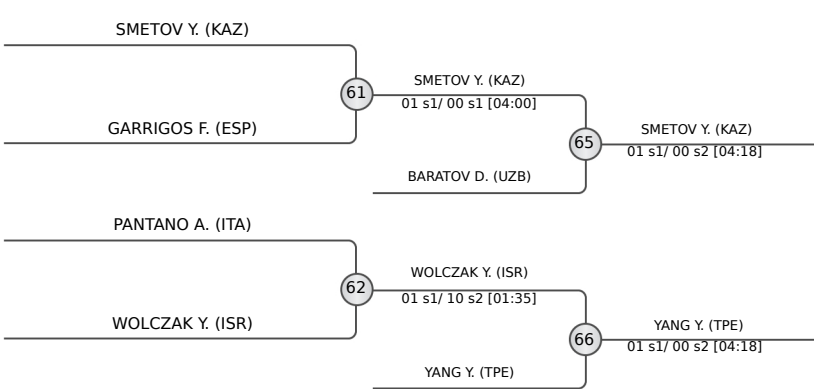 SMETOV Y. (KAZ)
61
SMETOV Y. (KAZ)
01 s1/ 00 s1 [04:00]
GARRIGOS F. (ESP)
65
SMETOV Y. (KAZ)
01 s1/ 00 s2 [04:18]
BARATOV D. (UZB)
PANTANO A. (ITA)
62
WOLCZAK Y. (ISR)
01 s1/ 10 s2 [01:35]
WOLCZAK Y. (ISR)
66
YANG Y. (TPE)
01 s1/ 00 s2 [04:18]
YANG Y. (TPE)